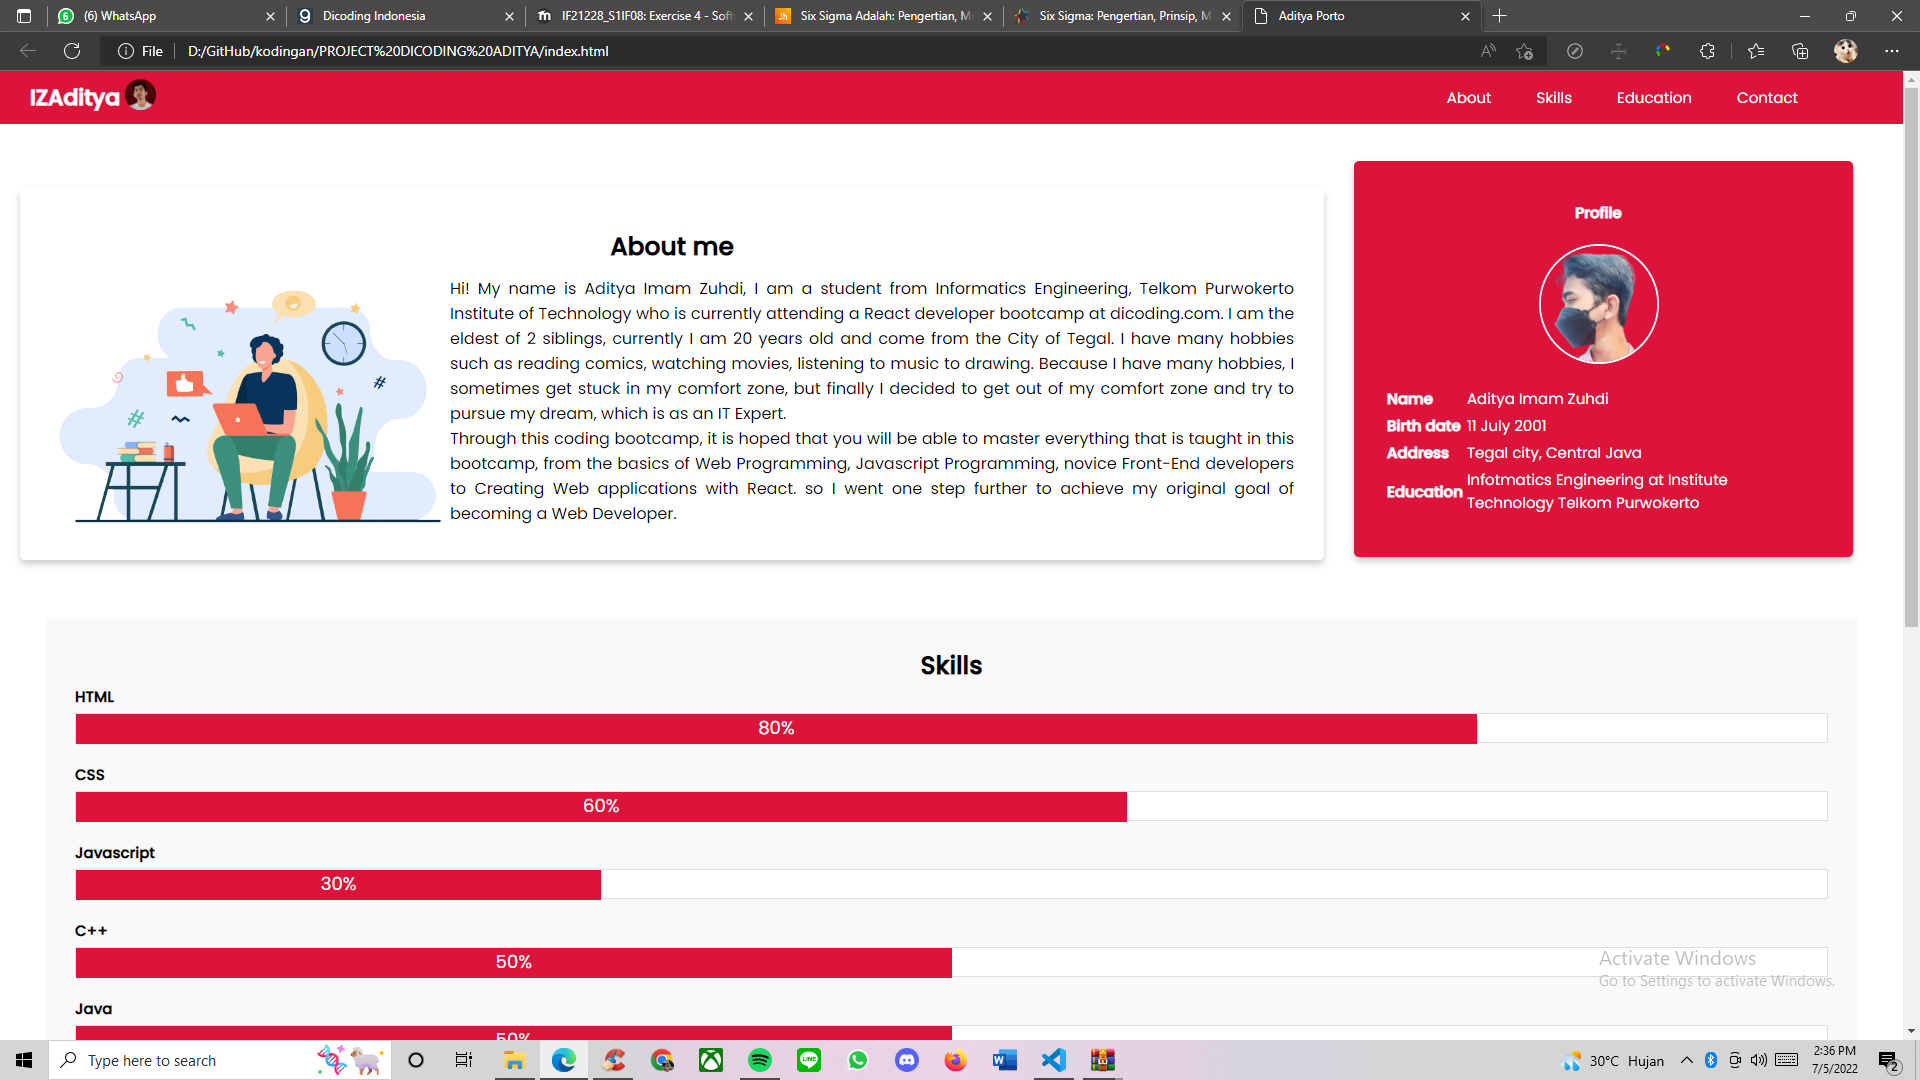 (6) WhatsApp
Dicoding Indonesia
IF21228_S1IF08: Exercise 4 - Soft
Six Sigma Adalah: Pengertian, Me
Six Sigma: Pengertian, Prinsip, M
Aditya Porto
File
D:/GitHub/kodingan/PROJECT%20DICODING%20ADITYA/index.html
IZAditya
About
Skills
Education
Contact
About me
Hi! My name is Aditya Imam Zuhdi, I am a student from Informatics Engineering, Telkom Purwokerto
Institute of Technology who is currently attending a React developer bootcamp at dicoding.com. I am the
eldest of 2 siblings, currently I am 20 years old and come from the City of Tegal. I have many hobbies
such as reading comics, watching movies, listening to music to drawing. Because I have many hobbies, I
sometimes get stuck in my comfort zone, but finally I decided to get out of my comfort zone and try to
pursue my dream, which is as an IT Expert.
Through this coding bootcamp, it is hoped that you will be able to master everything that is taught in this
bootcamp, from the basics of Web Programming, Javascript Programming, novice Front-End developers
to Creating Web applications with React. so I went one step further to achieve my original goal of
becoming a Web Developer.
Profile
Name Aditya Imam Zuhdi
Birth date 11 July 2001
Address Tegal city, Central Java
Education Infotmatics Engineering at Institute
Technology Telkom Purwokerto
Skills
HTML
80%
CSS
60%
Javascript
30%
C++
50%
Java
50%
Activate Windows
Go to Settings to activate Windows.
Type here to search
30°C Hujan
2:36 PM
7/5/2022
2